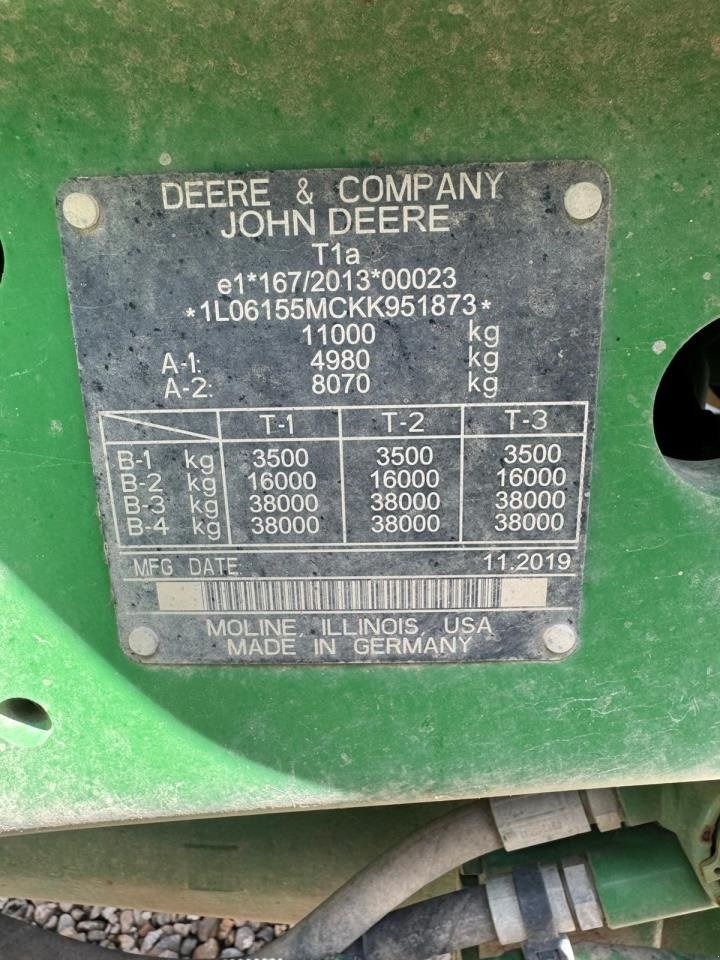 DEERE & COMPANY
JOHN DEERE
T1a
e1*167/2013*00023
*1L06155MCKK951873*
11000 kg
A-1: 4980 kg
A-2: 8070 kg
T-1 T-2 T-3
B-1 kg 3500 3500 3500
B-2 kg 16000 16000 16000
B-3 kg 38000 38000 38000
B-4 kg 38000 38000 38000
MFG DATE: 11.2019
MOLINE, ILLINOIS, USA
MADE IN GERMANY